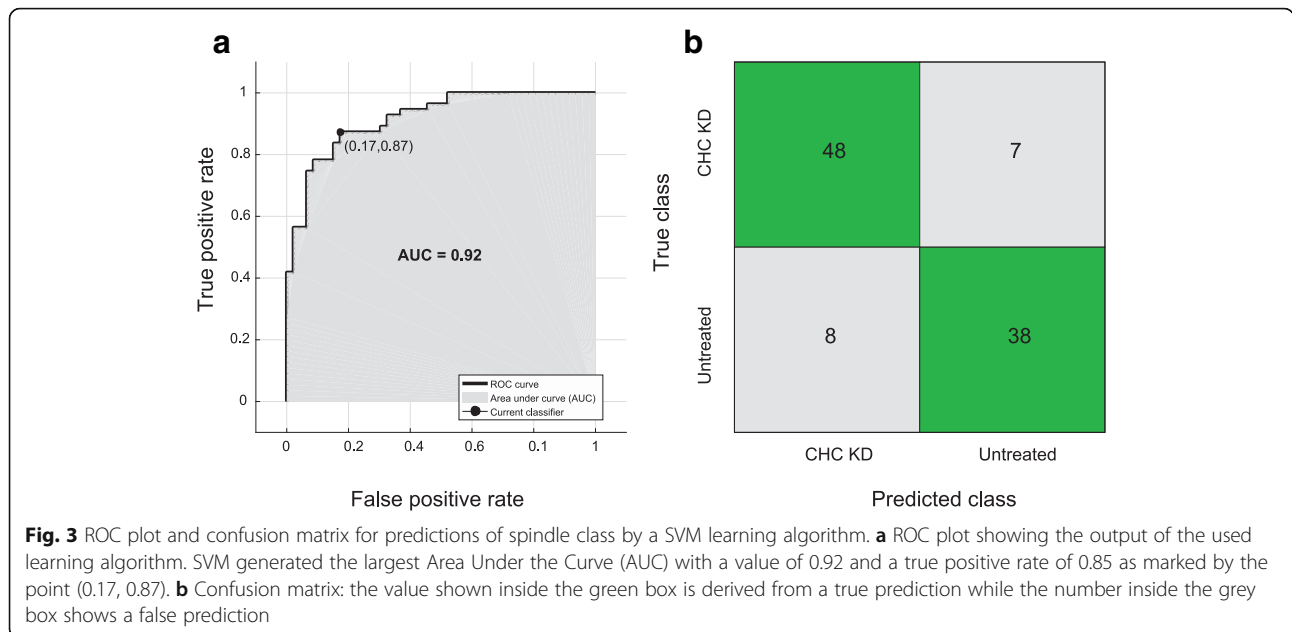 a
True positive rate
1
0.8
0.6
0.4
0.2
0
(0.17,0.87)
AUC = 0.92
ROC curve
Area under curve (AUC)
Current classifier
0 0.2 0.4 0.6 0.1 1
False positive rate
b
True class
CHC KD
48 7
Untreated
8 38
CHC KD Untreated
Predicted class
Fig. 3 ROC plot and confusion matrix for predictions of spindle class by a SVM learning algorithm. a ROC plot showing the output of the used
learning algorithm. SVM generated the largest Area Under the Curve (AUC) with a value of 0.92 and a true positive rate of 0.85 as marked by the
point (0.17, 0.87). b Confusion matrix: the value shown inside the green box is derived from a true prediction while the number inside the grey
box shows a false prediction